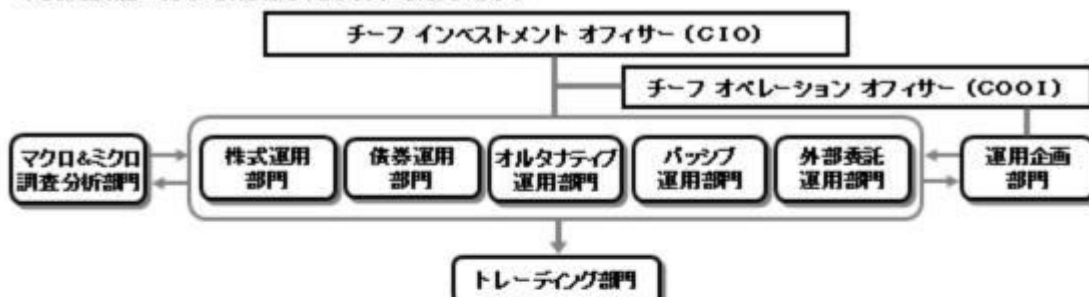 チーフ インベストメント オフィサー (CIO)
チーフ オペレーション オフィサー (COOI)
マクロ&ミクロ
調査分析部門
株式運用
部門
債券運用
部門
オルタナティブ
運用部門
パッシブ
運用部門
外部委託
運用部門
運用企画
部門
トレーディング部門